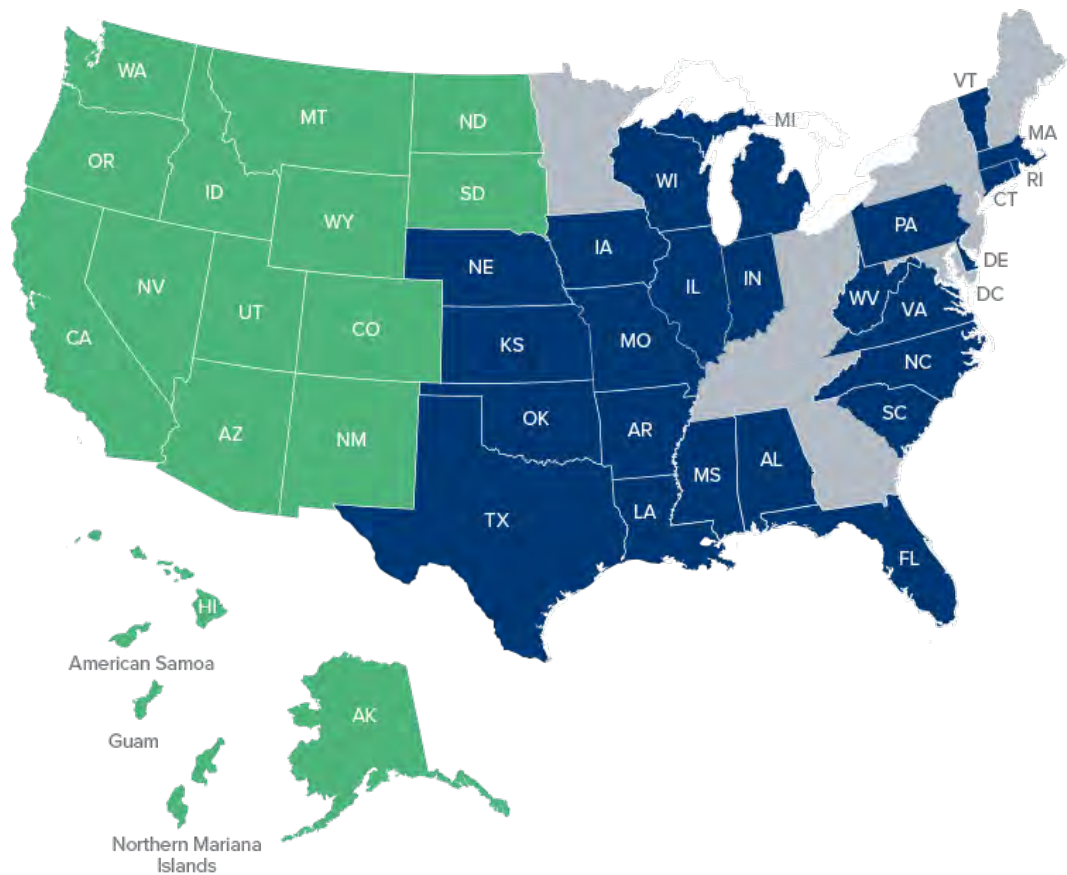 VT
WA
MT
ND
MI
MA
OR
ID
SD
WI
RI
CT
WY
PA
IA
NE
DE
NV
IL
IN
DC
UT
CO
WV
VA
CA
KS
MO
NC
AZ
NM
OK
AR
SC
MS
AL
TX
LA
FL
HI
American Samoa
AK
Guam
Northern Mariana
Islands